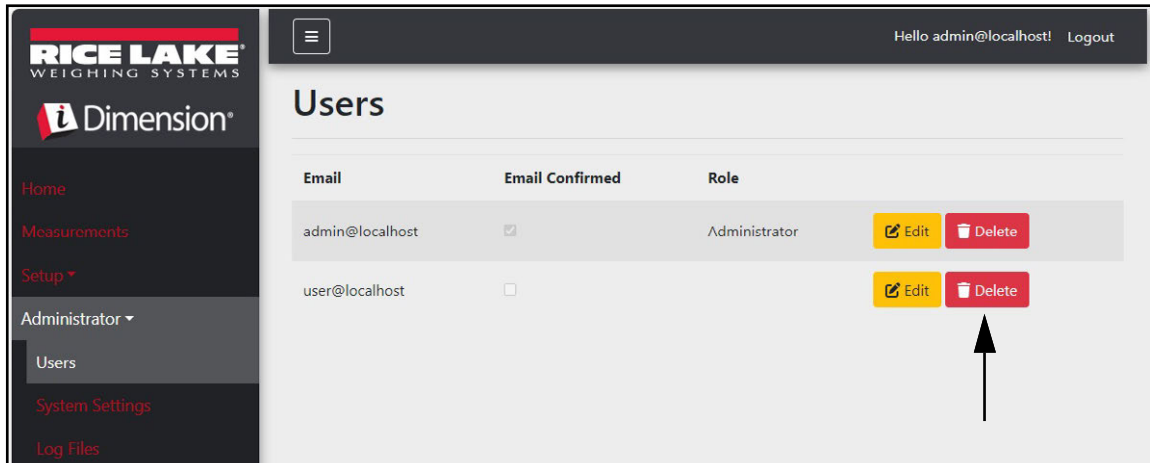 RICE LAKE®
WEIGHING SYSTEMS
i Dimension®
Home
Measurements
Setup
Administrator
Users
System Settings
Log Files
Hello admin@localhost! Logout
Users
Email Email Confirmed Role
admin@localhost Administrator Edit Delete
user@localhost Edit Delete